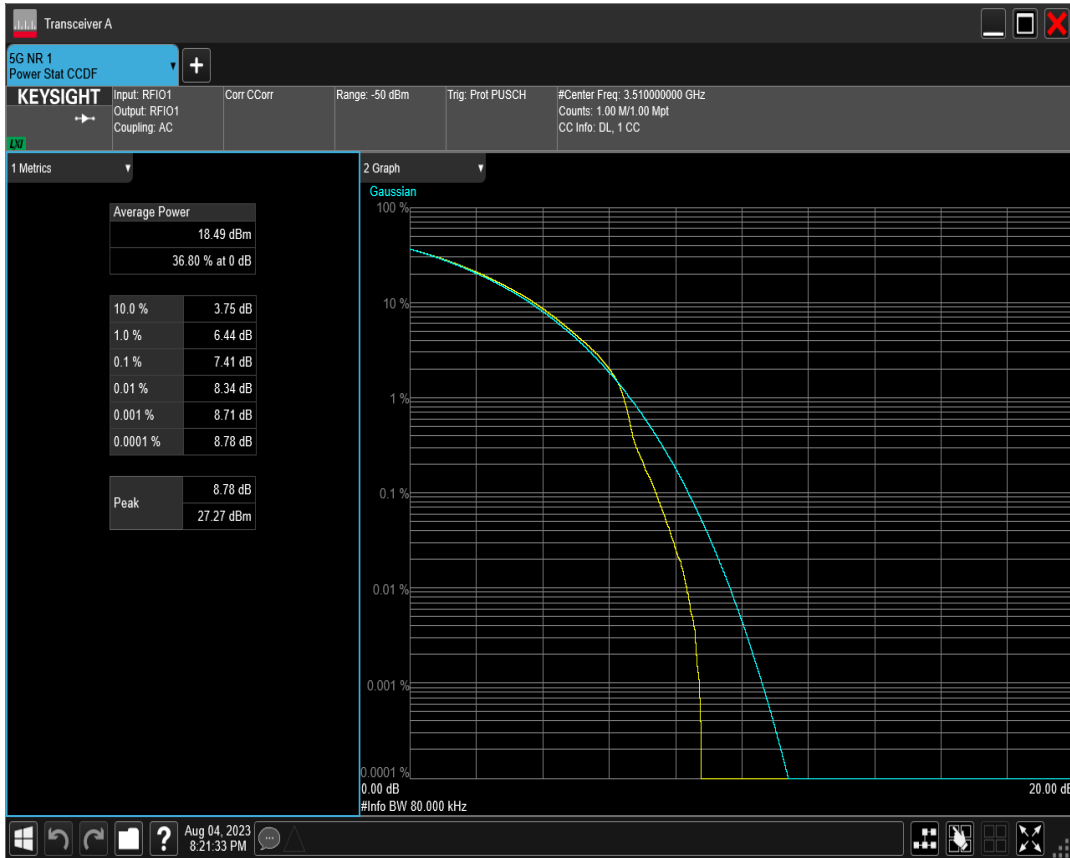 Transceiver A
5G NR 1
Power Stat CCDF
KEYSIGHT
LXI
Input: RFIO1
Output: RFIO1
Coupling: AC
Corr CCorr
Range: -50 dBm
Trig: Prot PUSCH
#Center Freq: 3.510000000 GHz
Counts: 1.00 M/1.00 Mpt
CC Info: DL, 1 CC
1 Metrics
Average Power
18.49 dBm
36.80 % at 0 dB
10.0 % 3.75 dB
1.0 % 6.44 dB
0.1 % 7.41 dB
0.01 % 8.34 dB
0.001 % 8.71 dB
0.0001 % 8.78 dB
Peak
8.78 dB
27.27 dBm
2 Graph
Gaussian
100 %
10 %
1 %
0.1 %
0.01 %
0.001 %
0.0001 %
0.00 dB 20.00 dB
#Info BW 80.000 kHz
Aug 04, 2023
8:21:33 PM